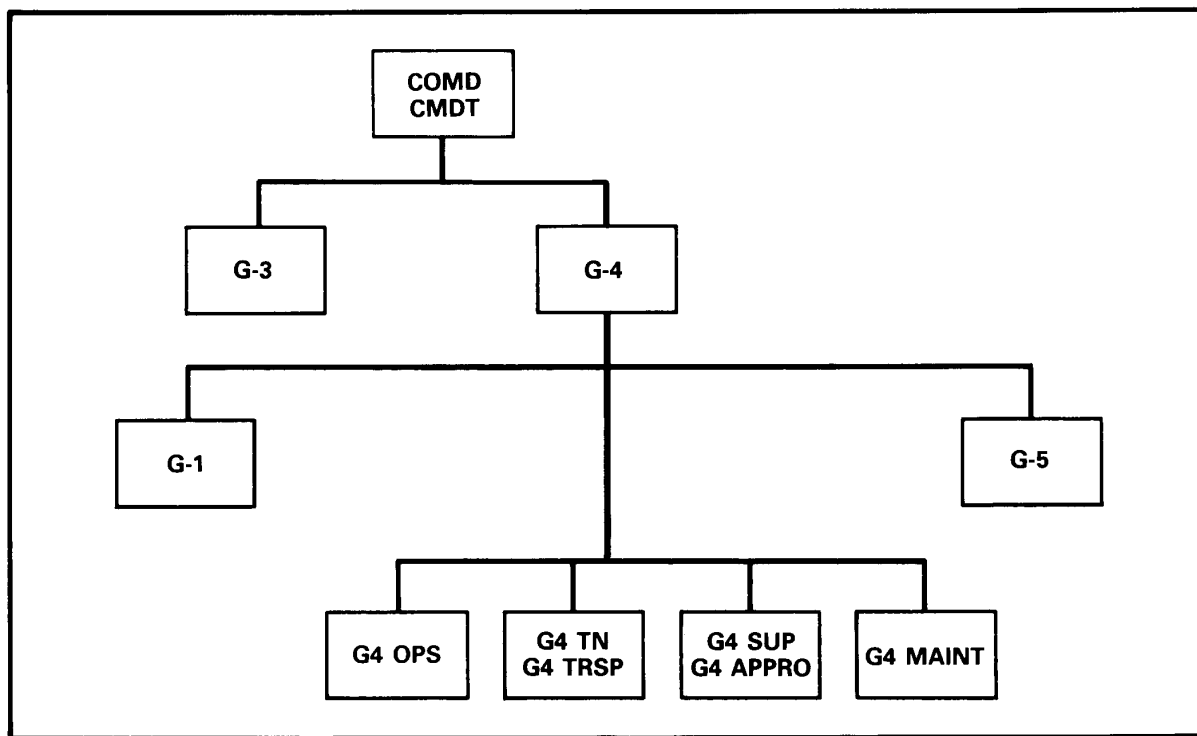 COMD
CMDT
G-3
G-4
G-1
G-5
G4 OPS
G4 TN
G4 TRSP
G4 SUP
G4 APPRO
G4 MAINT